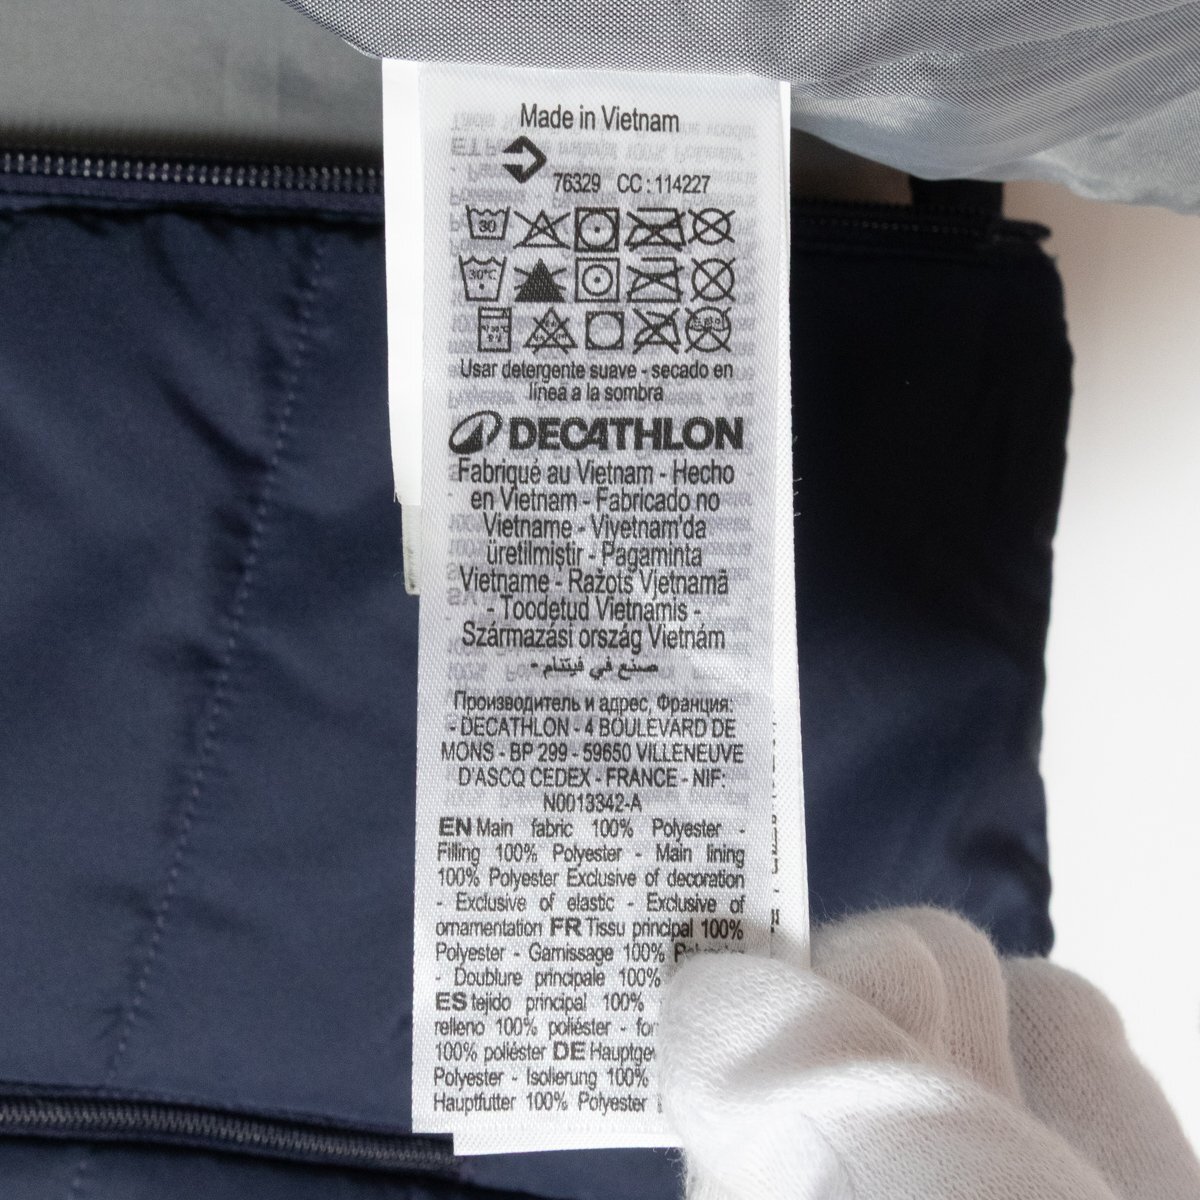 Made in Vietnam
76329 CC : 114227
30
30°C
Usar detergente suave - secado en
línea a la sombra
DECATHLON
Fabriqué au Vietnam - Hecho
en Vietnam - Fabricado no
Vietname - Vi̇yetnam'da
üretilmiştir - Pagaminta
Vietname - Ražots Vjetnamā
- Toodetud Vietnamis -
Származási ország Vietnám
صنع في فيتنام -
Производитель и адрес, Франция:
- DECATHLON - 4 BOULEVARD DE
MONS - BP 299 - 59650 VILLENEUVE
D'ASCQ CEDEX - FRANCE - NIF:
N0013342-A
EN Main fabric 100% Polyester -
Filling 100% Polyester - Main lining
100% Polyester Exclusive of decoration
- Exclusive of elastic - Exclusive of
ornamentation FR Tissu principal 100%
Polyester - Garnissage 100%
- Doublure principale 100%
ES tejido principal 100%
relleno 100% poliéster -
100% poliéster DE
Polyester - Isolierung 100%
Hauptfutter 100% Polyester